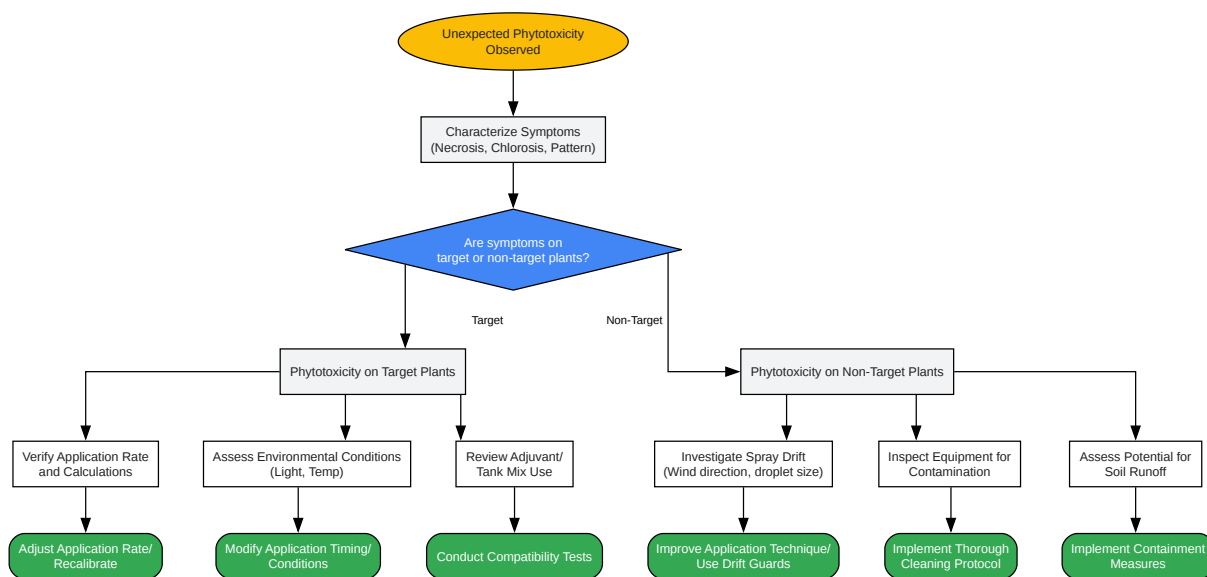 Unexpected Phytotoxicity
Observed
Characterize Symptoms
(Necrosis, Chlorosis, Pattern)
Are symptoms on
target or non-target plants?
Target
Non-Target
Phytotoxicity on Target Plants
Phytotoxicity on Non-Target Plants
Verify Application Rate
and Calculations
Assess Environmental Conditions
(Light, Temp)
Review Adjuvant/
Tank Mix Use
Investigate Spray Drift
(Wind direction, droplet size)
Inspect Equipment for
Contamination
Assess Potential for
Soil Runoff
Adjust Application Rate/
Recalibrate
Modify Application Timing/
Conditions
Conduct Compatibility Tests
Improve Application Technique/
Use Drift Guards
Implement Thorough
Cleaning Protocol
Implement Containment
Measures